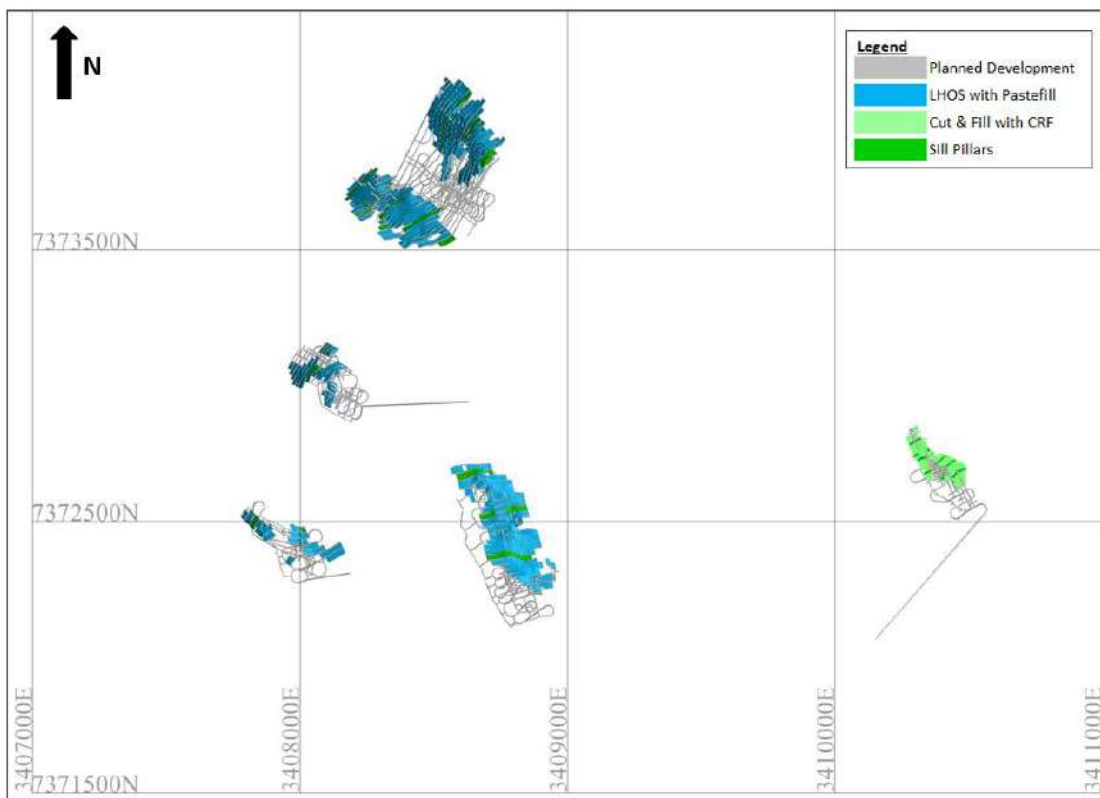 N
Legend
Planned Development
LHOS with Pastefill
Cut & Fill with CRF
Sill Pillars
7373500N
7372500N
7371500N
3407000E
3408000E
3409000E
3410000E
3411000E